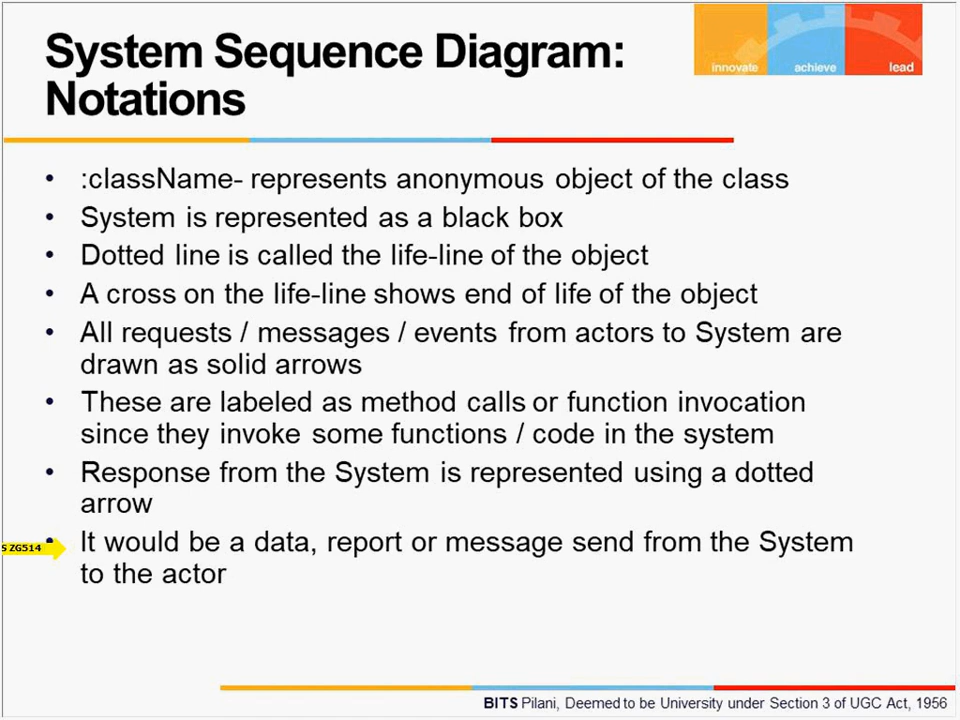 System Sequence Diagram:
Notations
innovate achieve lead
• :className- represents anonymous object of the class
• System is represented as a black box
• Dotted line is called the life-line of the object
• A cross on the life-line shows end of life of the object
• All requests / messages / events from actors to System are
drawn as solid arrows
• These are labeled as method calls or function invocation
since they invoke some functions / code in the system
• Response from the System is represented using a dotted
arrow
S ZG514
• It would be a data, report or message send from the System
to the actor
BITS Pilani, Deemed to be University under Section 3 of UGC Act, 1956